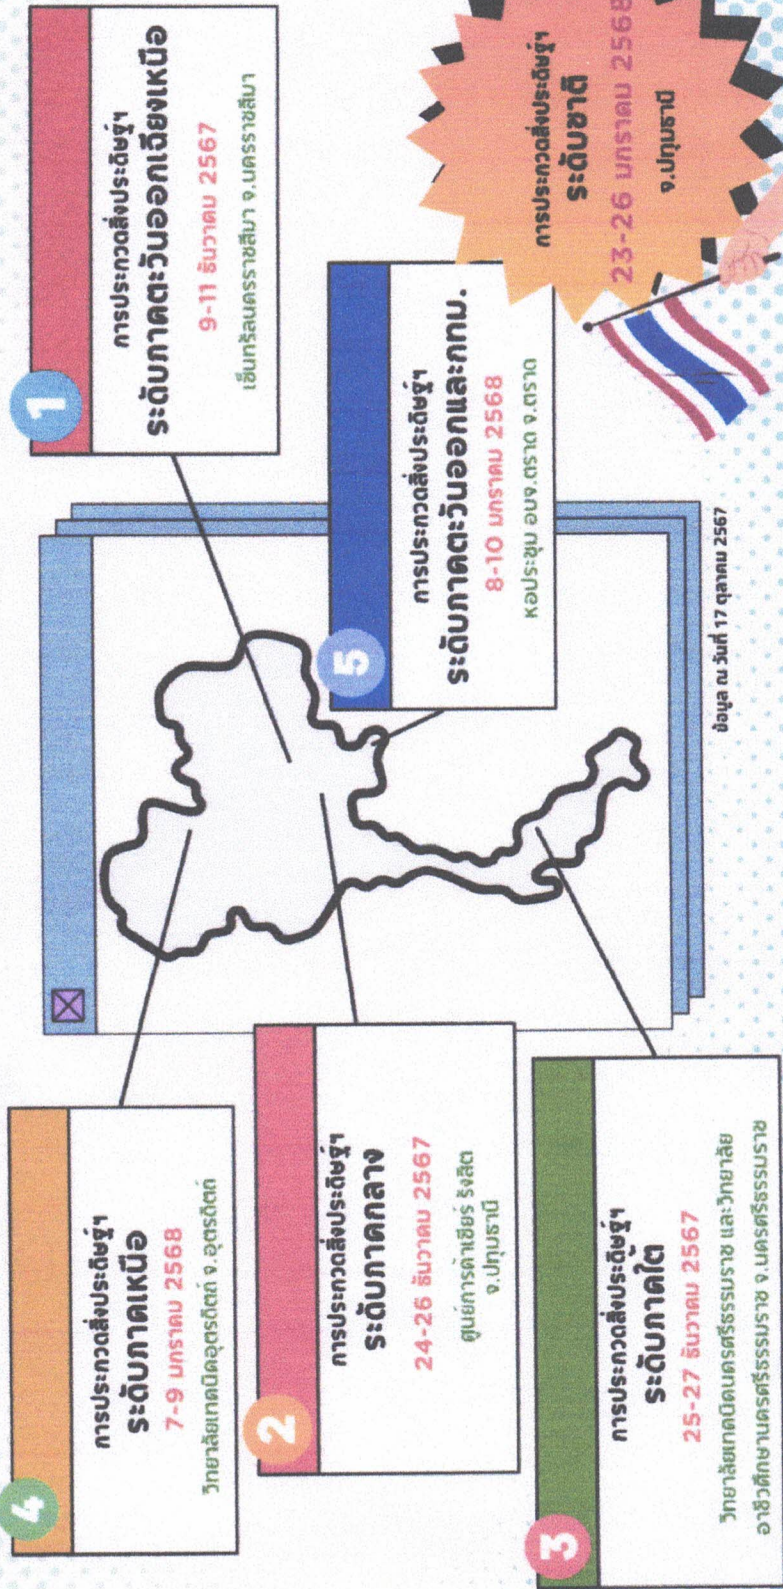 1
การประกวดสิ่งประดิษฐ์ฯ
ระดับภาคตะวันออกเฉียงเหนือ
9-11 ธันวาคม 2567
เซ็นทรัลนครราชสีมา จ.นครราชสีมา
2
การประกวดสิ่งประดิษฐ์ฯ
ระดับภาคกลาง
24-26 ธันวาคม 2567
ศูนย์การค้าเซียร์ รังสิต
จ.ปทุมธานี
3
การประกวดสิ่งประดิษฐ์ฯ
ระดับภาคใต้
25-27 ธันวาคม 2567
วิทยาลัยเทคนิคนครศรีธรรมราช และวิทยาลัย
อาชีวศึกษานครศรีธรรมราช จ.นครศรีธรรมราช
4
การประกวดสิ่งประดิษฐ์ฯ
ระดับภาคเหนือ
7-9 มกราคม 2568
วิทยาลัยเทคนิคอุตรดิตถ์ จ.อุตรดิตถ์
5
การประกวดสิ่งประดิษฐ์ฯ
ระดับภาคตะวันออกและกทม.
8-10 มกราคม 2568
หอประชุม อบจ.ตราด จ.ตราด
การประกวดสิ่งประดิษฐ์ฯ
ระดับชาติ
23-26 มกราคม 2568
จ.ปทุมธานี
ข้อมูล ณ วันที่ 17 ตุลาคม 2567